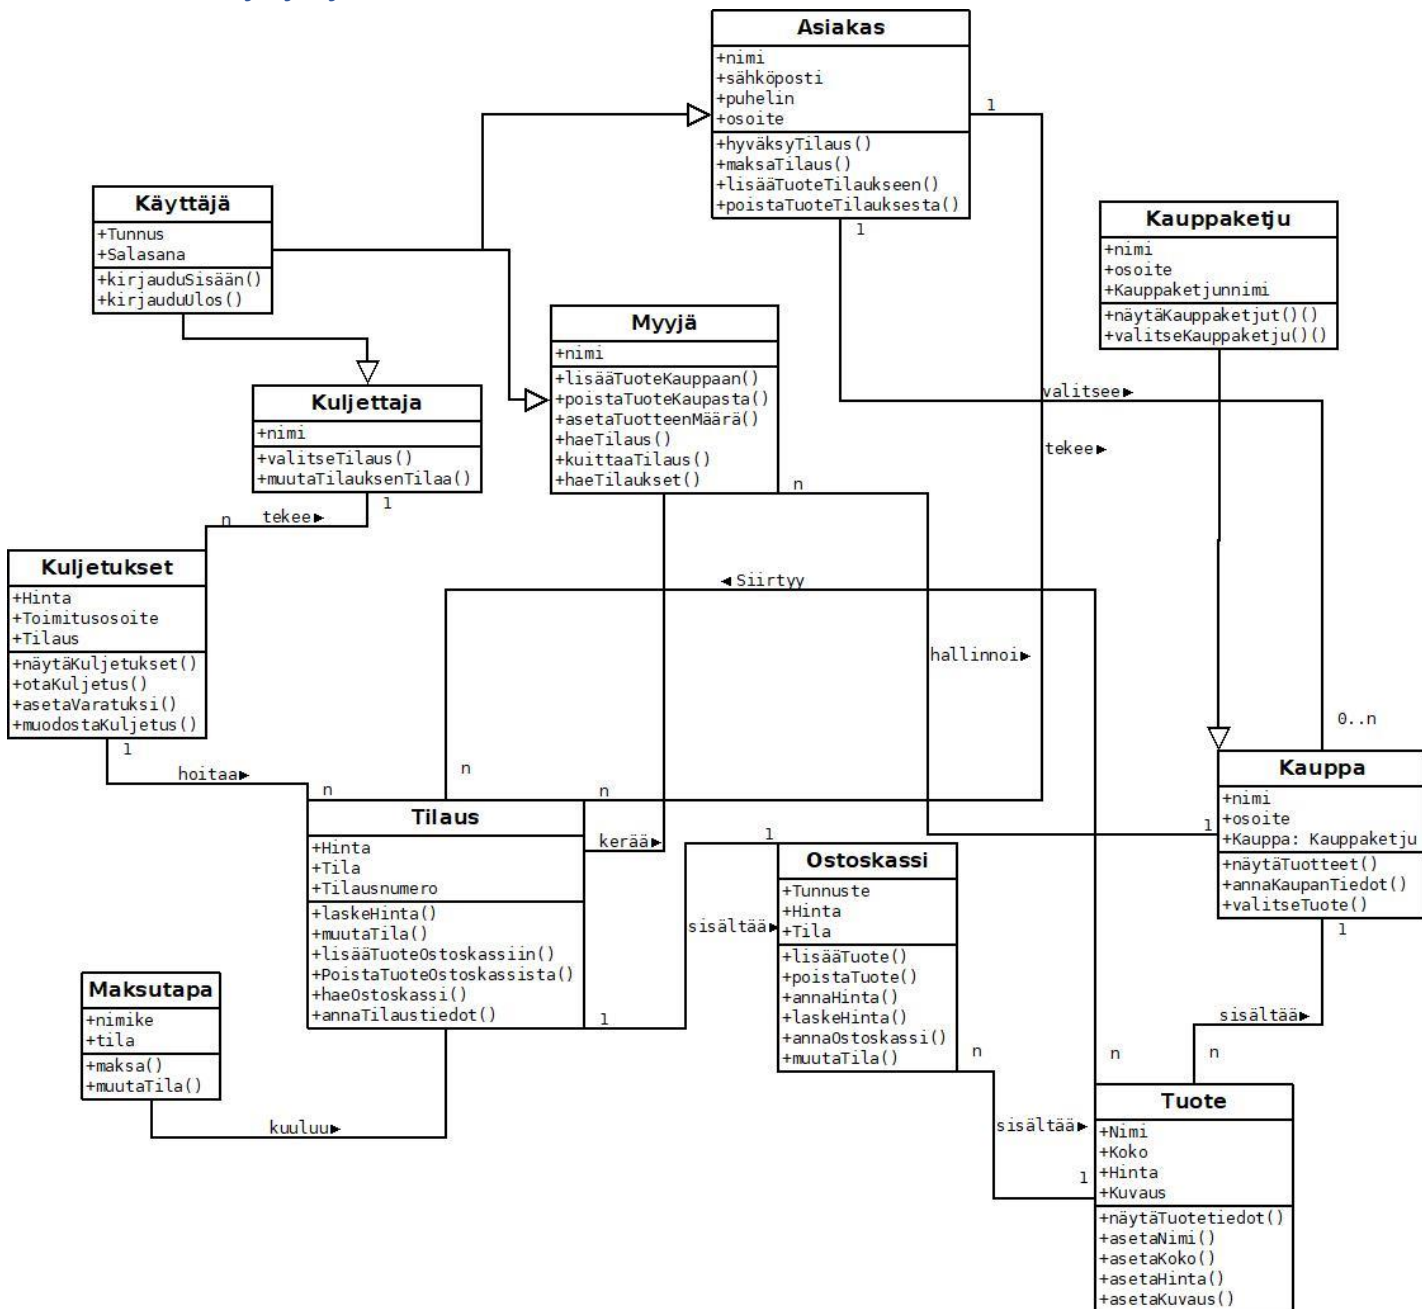 Asiakas
+nimi
+sähköposti
+puhelin
+osoite
+hyväksyTilaus()
+maksaTilaus()
+lisääTuoteTilaukseen()
+poistaTuoteTilauksesta()
1
1
Käyttäjä
+Tunnus
+Salasana
+kirjauduSisään()
+kirjauduUlos()
Kauppaketju
+nimi
+osoite
+Kauppaketjunnimi
+näytäKauppaketjut()()
+valitseKauppaketju()()
Myyjä
+nimi
+lisääTuoteKauppaan()
+poistaTuoteKaupasta()
+asetaTuotteenMäärä()
+haeTilaus()
+kuittaaTilaus()
+haeTilaukset()
n
valitsee►
tekee►
Kuljettaja
+nimi
+valitseTilaus()
+muutaTilauksenTilaa()
1
n
tekee►
Kuljetukset
+Hinta
+Toimitusosoite
+Tilaus
+näytäKuljetukset()
+otaKuljetus()
+asetaVaratuksi()
+muodostaKuljetus()
1
◄Siirtyy
hallinnoi►
0..n
hoitaa►
n
n
n
Tilaus
+Hinta
+Tila
+Tilausnumero
+laskeHinta()
+muutaTila()
+lisääTuoteOstoskassiin()
+PoistaTuoteOstoskassista()
+haeOstoskassi()
+annaTilaustiedot()
kerää►
1
sisältää►
1
Ostoskassi
+Tunnuste
+Hinta
+Tila
+lisääTuote()
+poistaTuote()
+annaHinta()
+laskeHinta()
+annaOstoskassi()
+muutaTila()
n
Kauppa
+nimi
+osoite
+Kauppa: Kauppaketju
+näytäTuotteet()
+annaKaupanTiedot()
+valitseTuote()
1
1
sisältää►
n
n
Maksutapa
+nimike
+tila
+maksa()
+muutaTila()
kuuluu►
sisältää►
1
Tuote
+Nimi
+Koko
+Hinta
+Kuvaus
+näytäTuotetiedot()
+asetaNimi()
+asetaKoko()
+asetaHinta()
+asetaKuvaus()